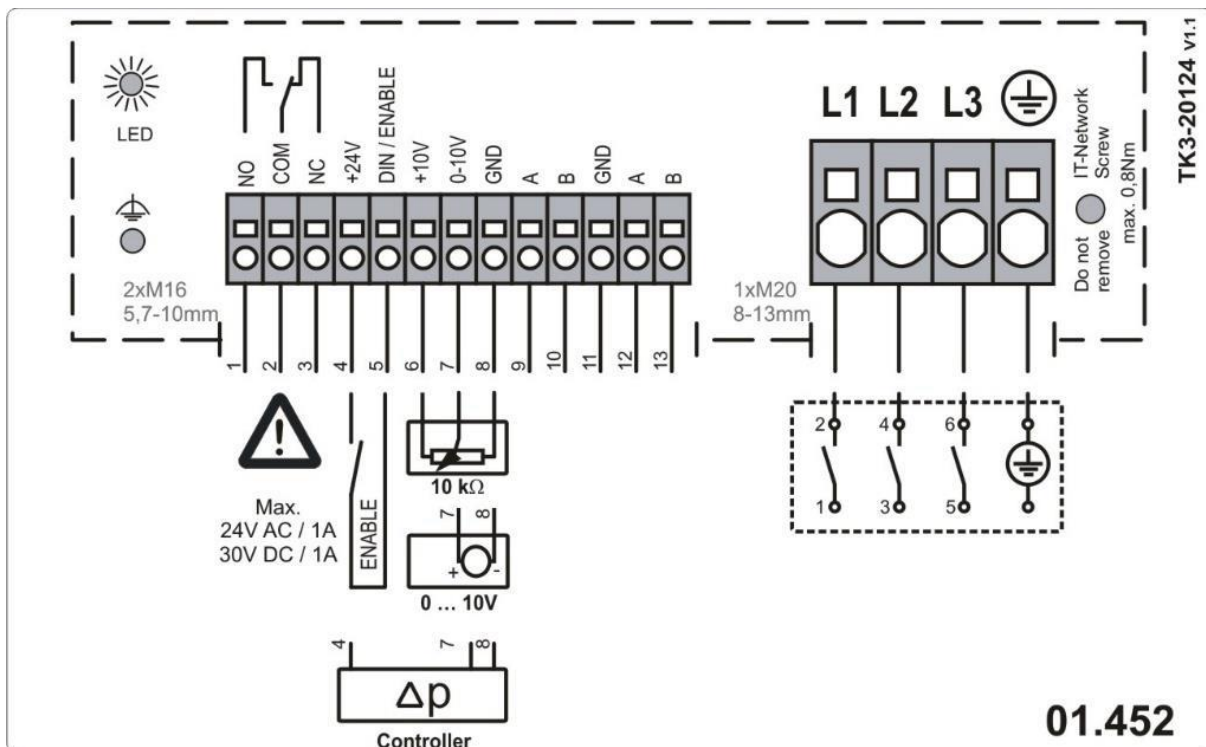 LED
NO
COM
NC
+24V
DIN / ENABLE
+10V
0-10V
GND
A
B
GND
A
B
L1 L2 L3
IT-Network
Screw
Do not
remove
max. 0,8Nm
TK3-20124 V1.1
2xM16
5,7-10mm
1xM20
8-13mm
1
2
3
4
5
6
7
8
9
10
11
12
13
!
Max.
24V AC / 1A
30V DC / 1A
ENABLE
10 kΩ
7
8
+ -
0 ... 10V
4
7
8
Δp
Controller
2 4 6
1 3 5
01.452